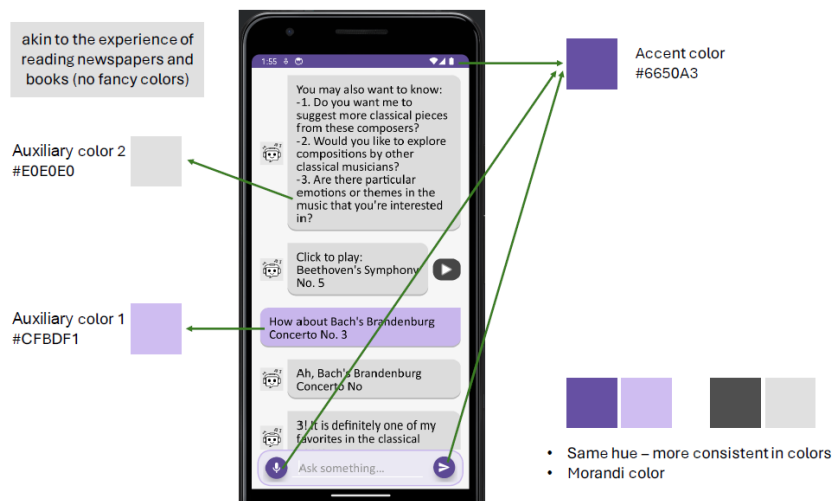 akin to the experience of
reading newspapers and
books (no fancy colors)
Auxiliary color 2
#E0E0E0
Auxiliary color 1
#CFBDF1
1:55
You may also want to know:
-1. Do you want me to
suggest more classical pieces
from these composers?
-2. Would you like to explore
compositions by other
classical musicians?
-3. Are there particular
emotions or themes in the
music that you're interested
in?
Click to play:
Beethoven's Symphony
No. 5
How about Bach's Brandenburg
Concerto No. 3
Ah, Bach's Brandenburg
Concerto No
3! It is definitely one of my
favorites in the classical
Ask something...
Accent color
#6650A3
• Same hue – more consistent in colors
• Morandi color